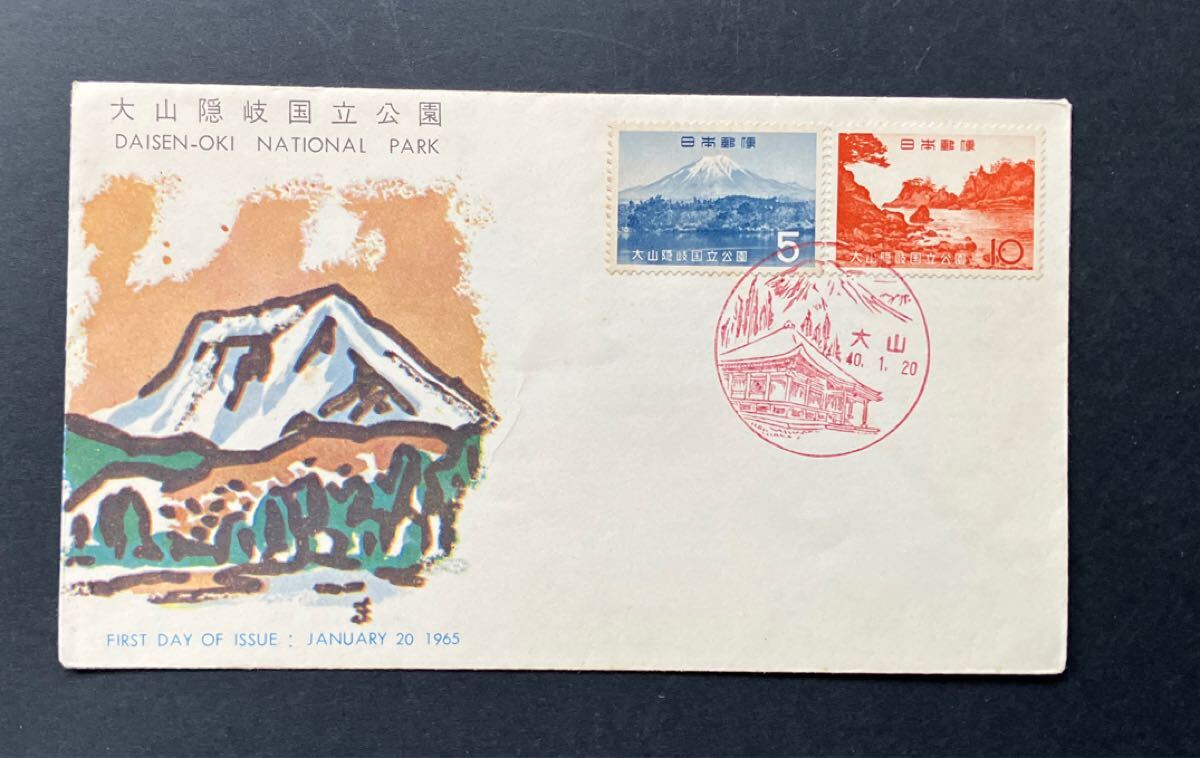 大山隠岐国立公園
DAISEN-OKI NATIONAL PARK
日本郵便
大山隠岐国立公園 5
日本郵便
大山隠岐国立公園 10
大山
40.1.20
FIRST DAY OF ISSUE : JANUARY 20 1965